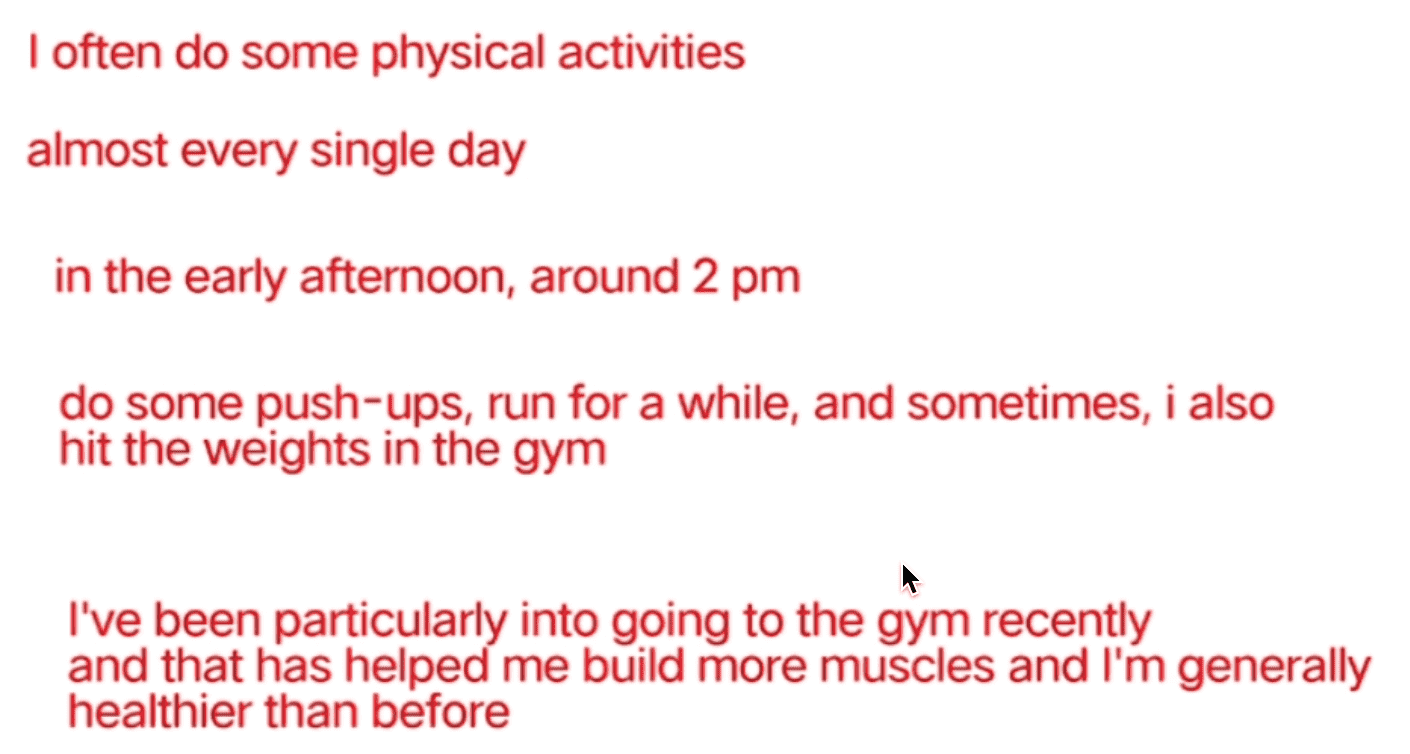 I often do some physical activities
almost every single day
in the early afternoon, around 2 pm
do some push-ups, run for a while, and sometimes, i also
hit the weights in the gym
I've been particularly into going to the gym recently
and that has helped me build more muscles and I'm generally
healthier than before